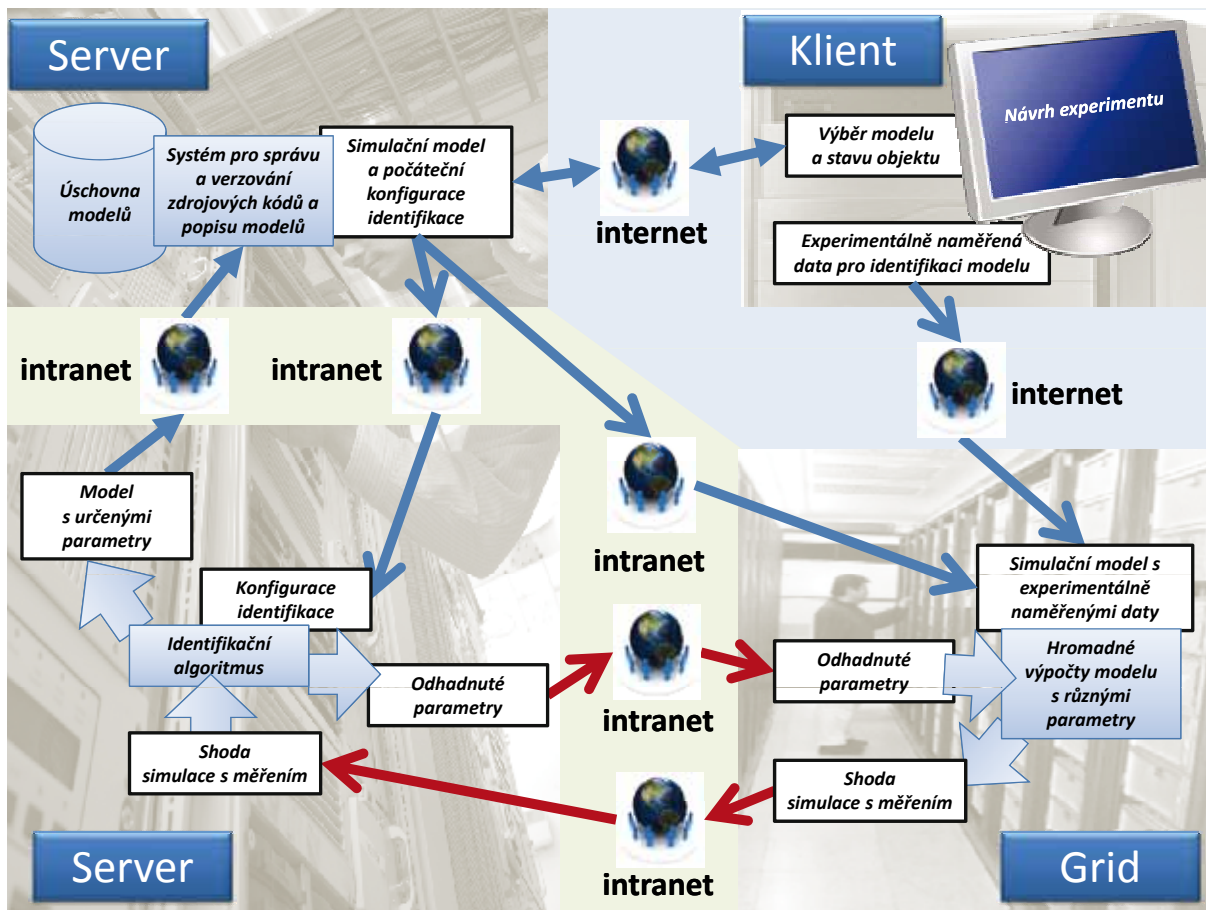 Server
Klient
Návrh experimentu
Úschovna
modelů
Systém pro správu
a verzování
zdrojových kódů a
popisu modelů
Simulační model
a počáteční
konfigurace
identifikace
internet
Výběr modelu
a stavu objektu
Experimentálně naměřená
data pro identifikaci modelu
intranet
intranet
internet
intranet
Model
s určenými
parametry
Konfigurace
identifikace
Identifikační
algoritmus
Odhadnuté
parametry
Shoda
simulace s měřením
intranet
intranet
Simulační model s
experimentálně
naměřenými daty
Odhadnuté
parametry
Hromadné
výpočty modelu
s různými
parametry
Shoda
simulace s měřením
Server
Grid